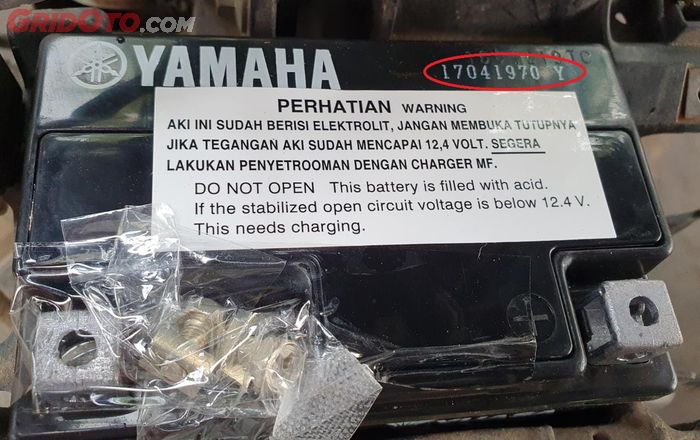 GRIDOTO.COM
YAMAHA
17041970 Y
PERHATIAN WARNING
AKI INI SUDAH BERISI ELEKTROLIT, JANGAN MEMBUKA TUTUPNYA
JIKA TEGANGAN AKI SUDAH MENCAPAI 12,4 VOLT. SEGERA
LAKUKAN PENYETROOMAN DENGAN CHARGER MF.
DO NOT OPEN This battery is filled with acid.
If the stabilized open circuit voltage is below 12.4 V.
This needs charging.